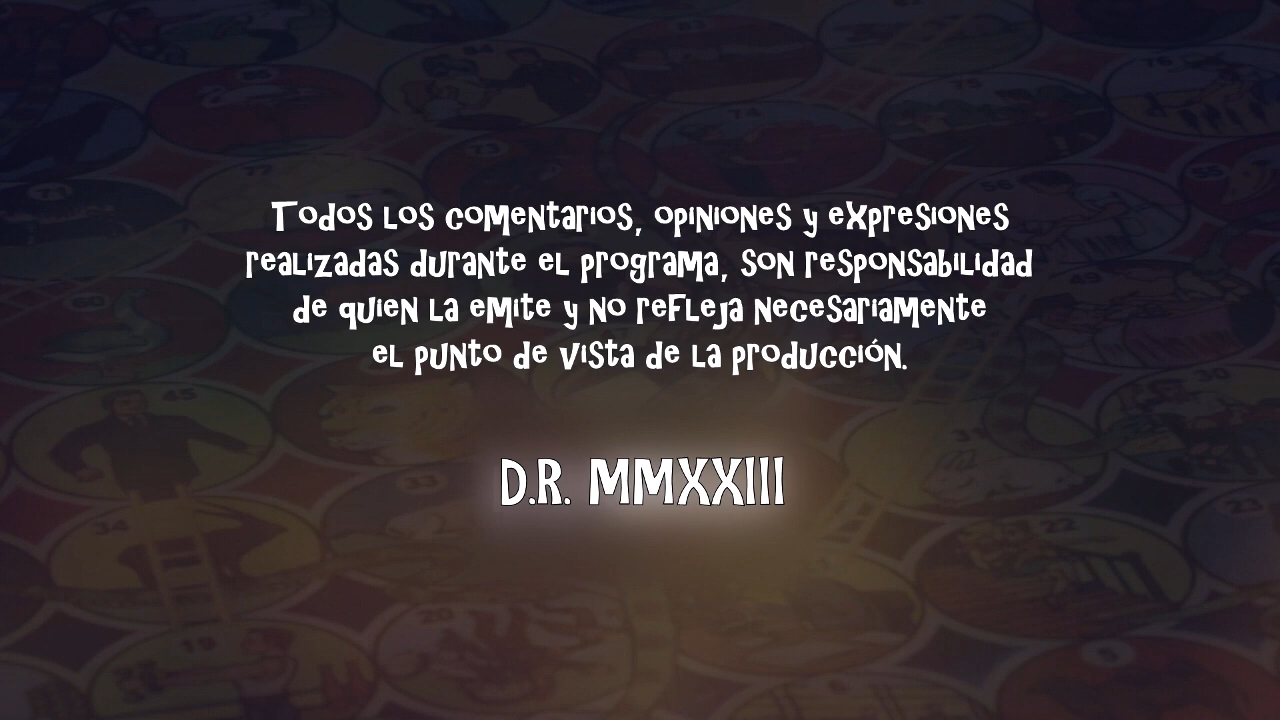 Todos los comentarios, opiniones y expresiones
realizadas durante el programa, son responsabilidad
de quien la emite y no refleja necesariamente
el punto de vista de la producción.
D.R. MMXXIII